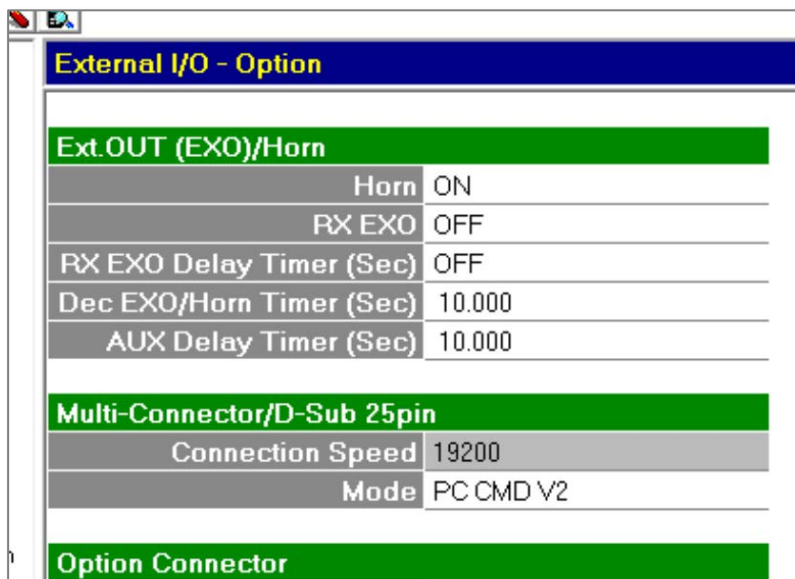 External I/O - Option
Ext.OUT (EXO)/Horn
Horn ON
RX EXO OFF
RX EXO Delay Timer (Sec) OFF
Dec EXO/Horn Timer (Sec) 10.000
AUX Delay Timer (Sec) 10.000
Multi-Connector/D-Sub 25pin
Connection Speed 19200
Mode PC CMD V2
Option Connector